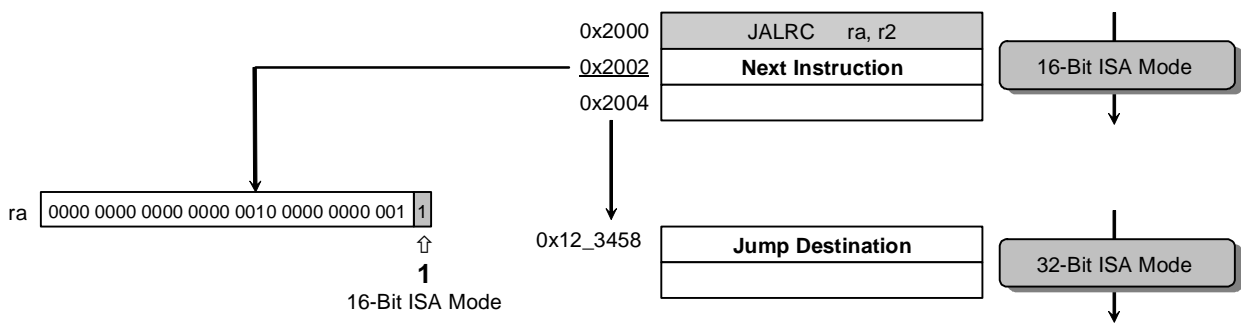 0x2000 JALRC ra, r2
0x2002 Next Instruction 16-Bit ISA Mode
0x2004
ra 0000 0000 0000 0000 0010 0000 0000 001 1
0x12_3458 Jump Destination
1 32-Bit ISA Mode
16-Bit ISA Mode